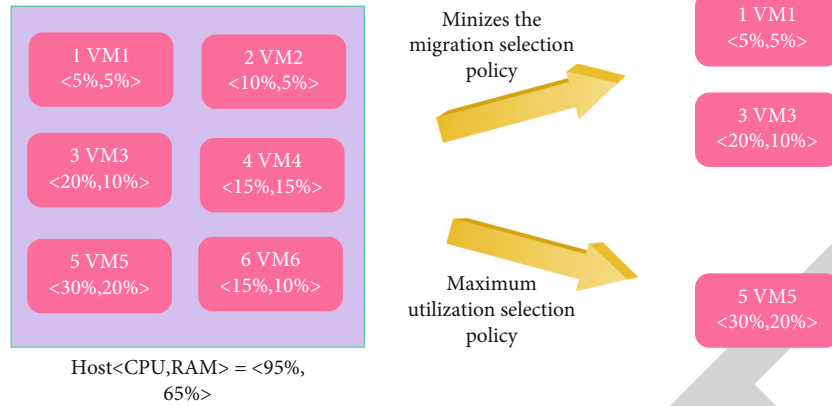 1 VM1
<5%,5%>
2 VM2
<10%,5%>
3 VM3
<20%,10%>
4 VM4
<15%,15%>
5 VM5
<30%,20%>
6 VM6
<15%,10%>
Host<CPU,RAM> = <95%,
65%>
Minizes the
migration selection
policy
Maximum
utilization selection
policy
1 VM1
<5%,5%>
3 VM3
<20%,10%>
5 VM5
<30%,20%>